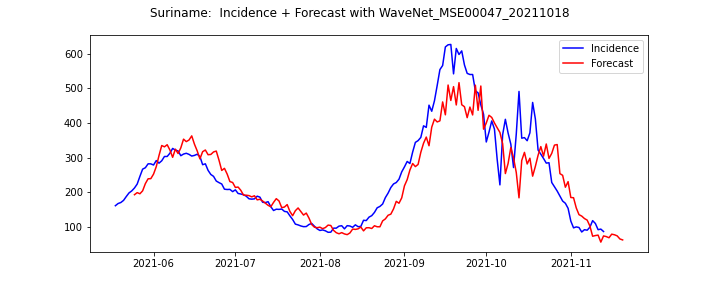 Suriname:  Incidence + Forecast with WaveNet_MSE00047_20211018
Incidence
Forecast
600
500
400
300
200
100
2021-06 2021-07 2021-08 2021-09 2021-10 2021-11